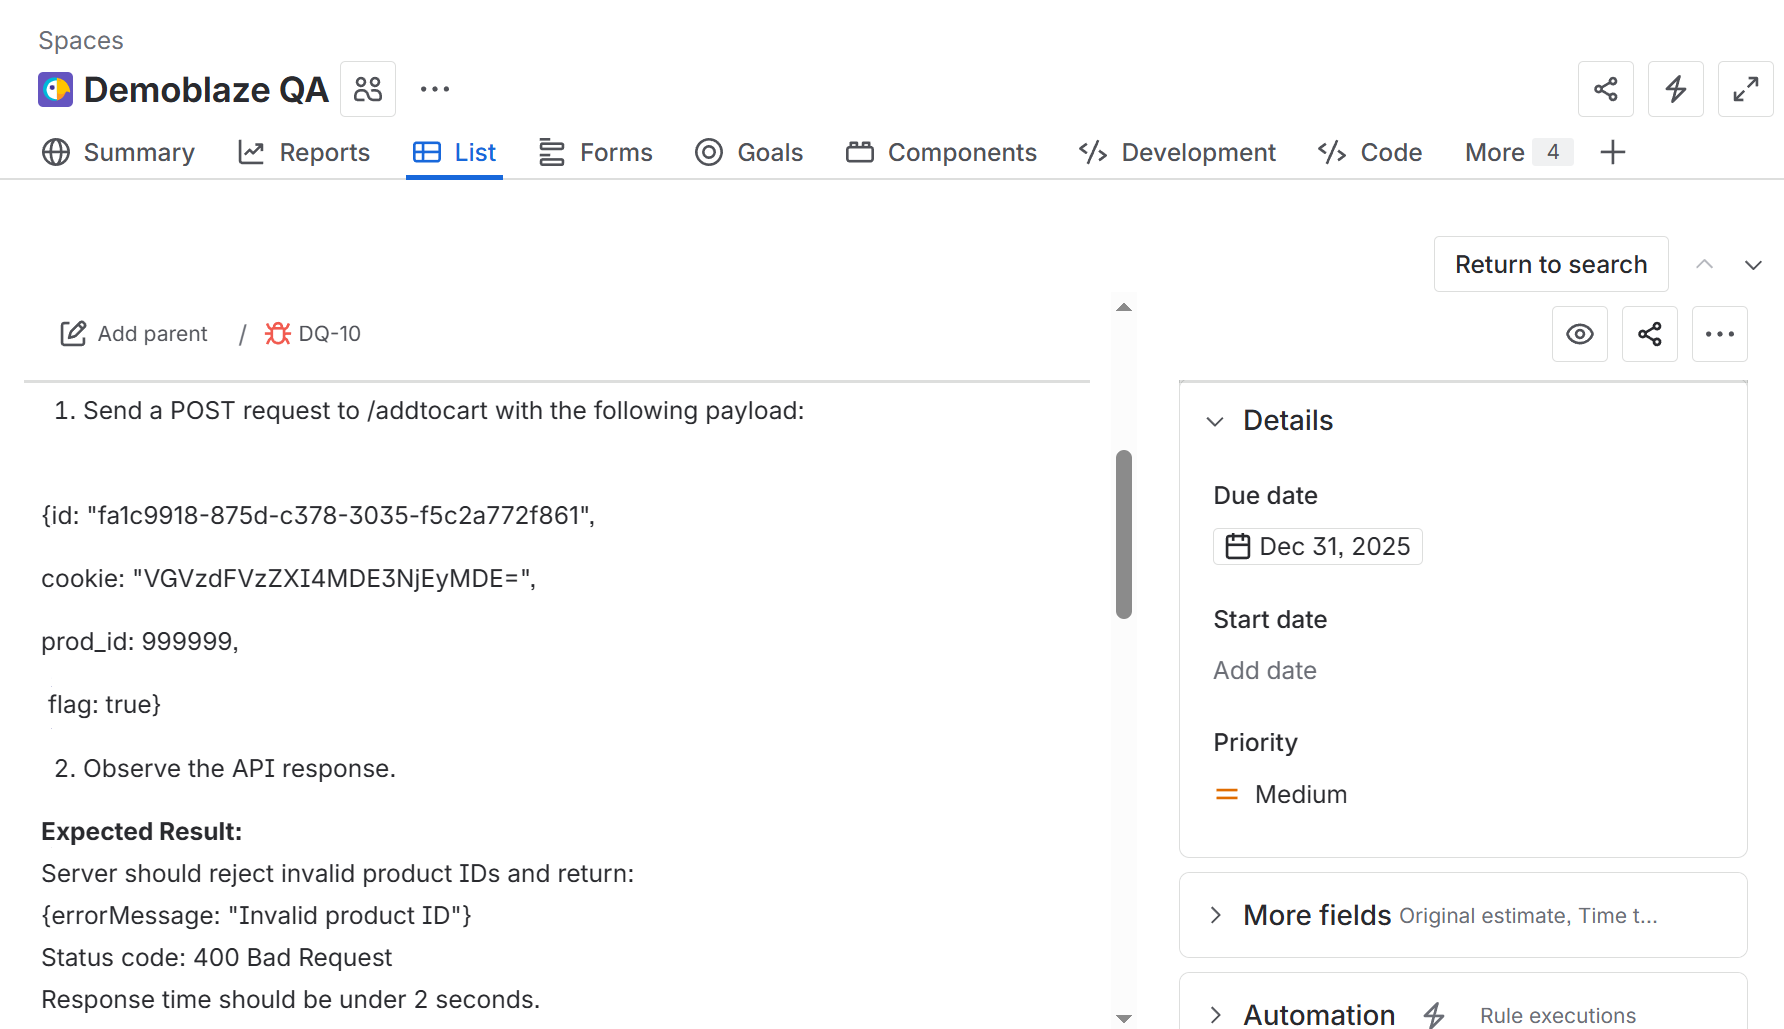 Spaces
Demoblaze QA
Summary Reports List Forms Goals Components Development Code More 4
Return to search
Add parent / DQ-10
1. Send a POST request to /addtocart with the following payload:
{id: "fa1c9918-875d-c378-3035-f5c2a772f861",
cookie: "VGVzdFVzZXI4MDE3NjEyMDE=",
prod_id: 999999,
flag: true}
2. Observe the API response.
Expected Result:
Server should reject invalid product IDs and return:
{errorMessage: "Invalid product ID"}
Status code: 400 Bad Request
Response time should be under 2 seconds.
Details
Due date
Dec 31, 2025
Start date
Add date
Priority
Medium
More fields Original estimate, Time t...
Automation Rule executions